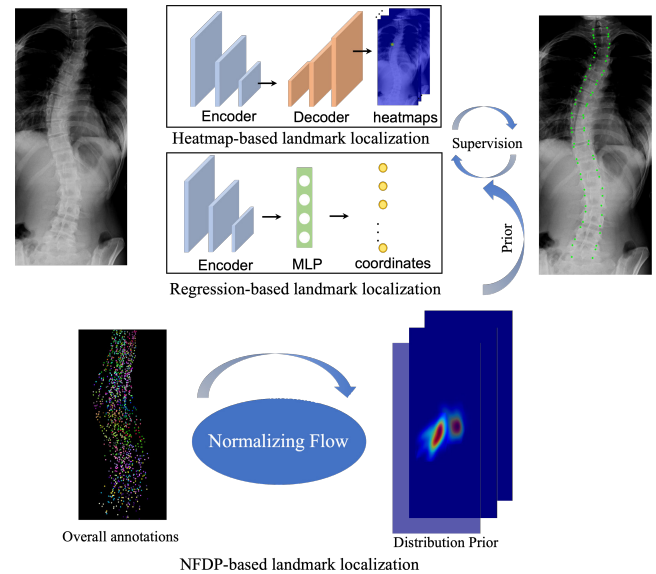 Encoder
Decoder
heatmaps
Heatmap-based landmark localization
Supervision
Encoder
MLP
coordinates
Regression-based landmark localization
Prior
Normalizing Flow
Overall annotations
Distribution Prior
NFDP-based landmark localization